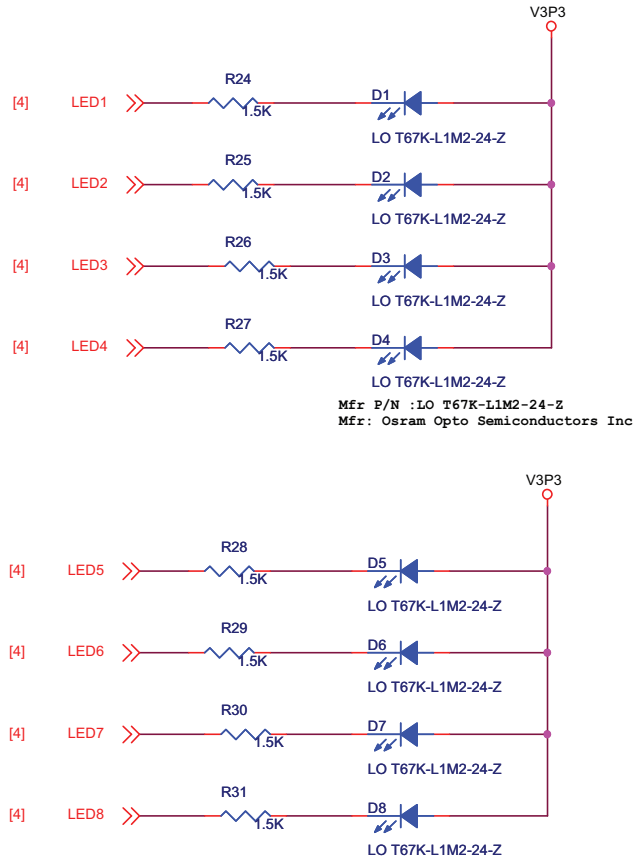 V3P3
R24
[4] LED1 D1
1.5K
LO T67K-L1M2-24-Z
R25
[4] LED2 D2
1.5K
LO T67K-L1M2-24-Z
R26
[4] LED3 D3
1.5K
LO T67K-L1M2-24-Z
R27
[4] LED4 D4
1.5K
LO T67K-L1M2-24-Z
Mfr P/N :LO T67K-L1M2-24-Z
Mfr: Osram Opto Semiconductors Inc
V3P3
R28
[4] LED5 D5
1.5K
LO T67K-L1M2-24-Z
R29
[4] LED6 D6
1.5K
LO T67K-L1M2-24-Z
R30
[4] LED7 D7
1.5K
LO T67K-L1M2-24-Z
R31
[4] LED8 D8
1.5K
LO T67K-L1M2-24-Z